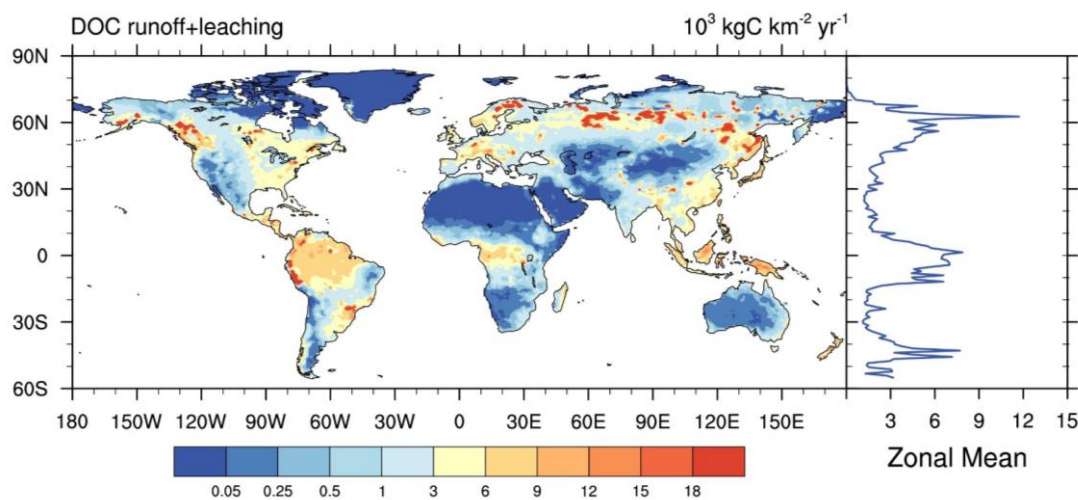 DOC runoff+leaching 10³ kgC km⁻² yr⁻¹
90N
60N
30N
0
30S
60S
180 150W 120W 90W 60W 30W 0 30E 60E 90E 120E 150E 3 6 9 12 15
Zonal Mean
0.05 0.25 0.5 1 3 6 9 12 15 18